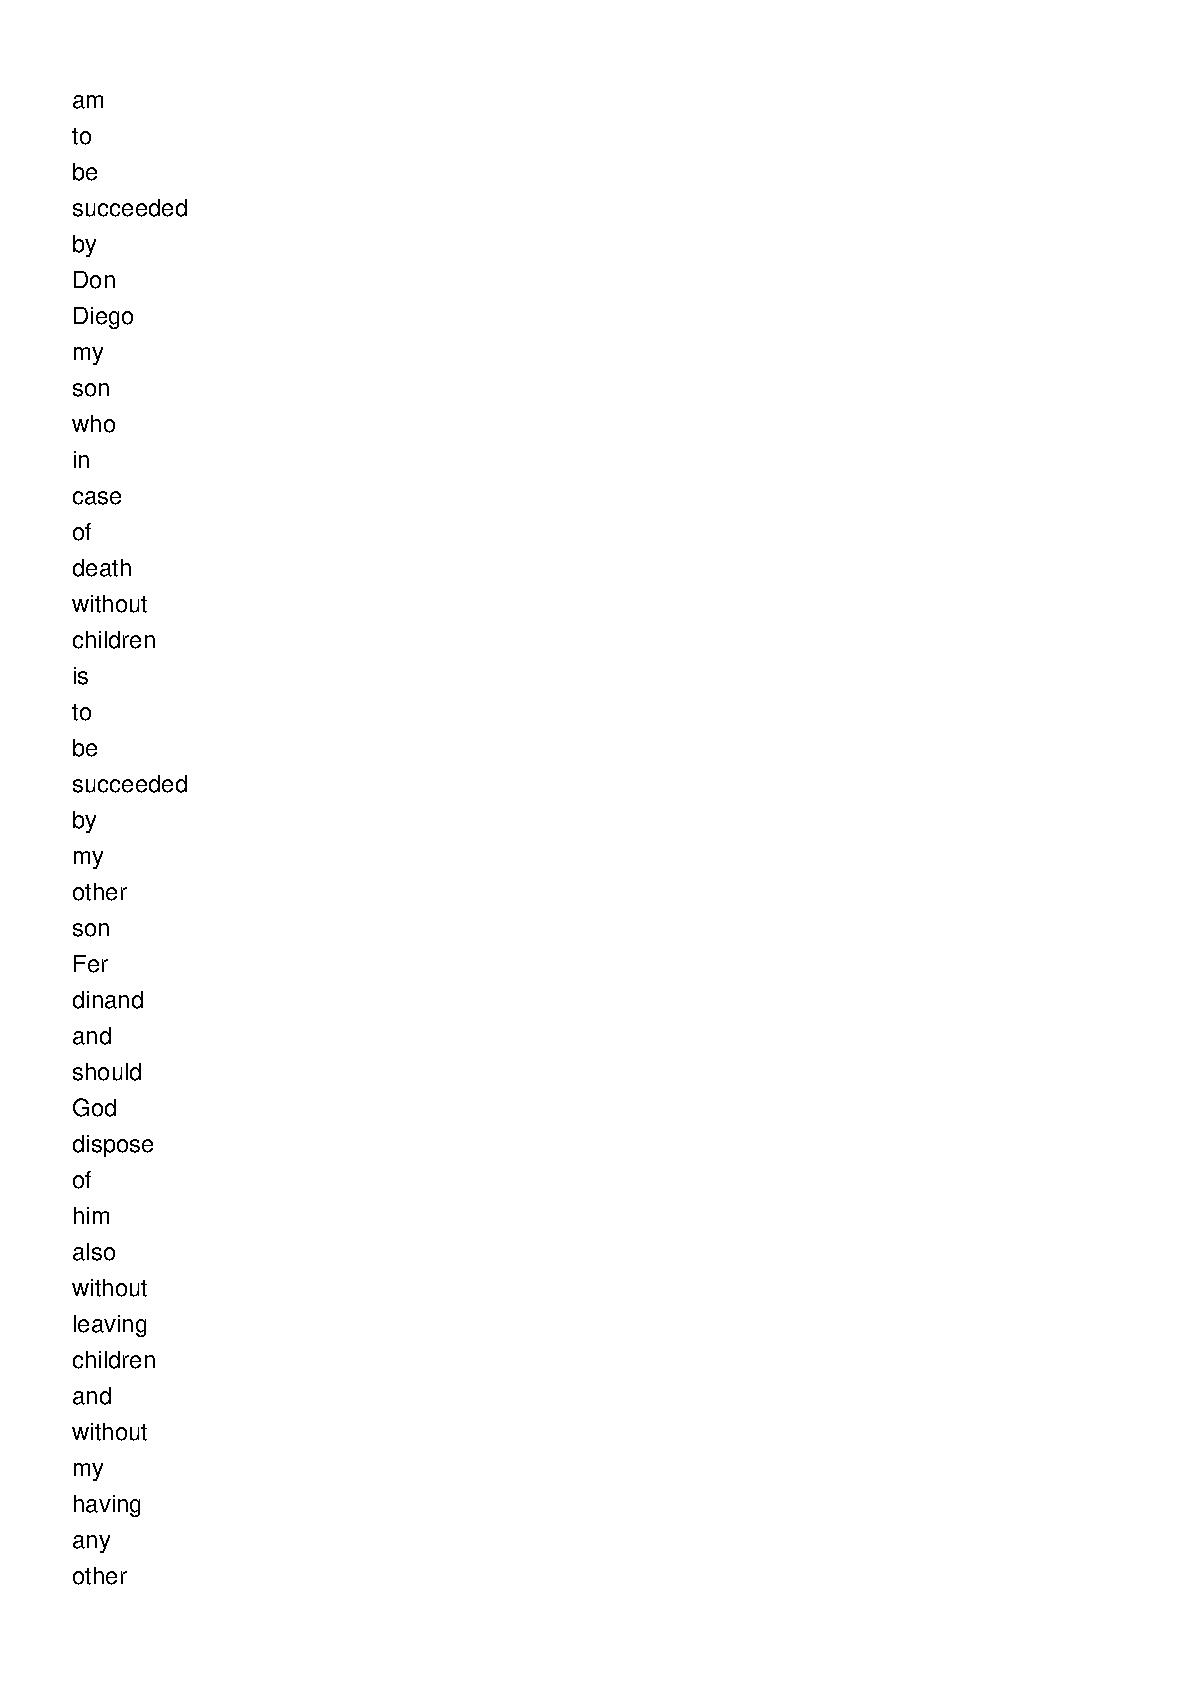 am
to
be
succeeded
by
Don
Diego
my
son
who
in
case
of
death
without
children
is
to
be
succeeded
by
my
other
son
Fer
dinand
and
should
God
dispose
of
him
also
without
leaving
children
and
without
my
having
any
other